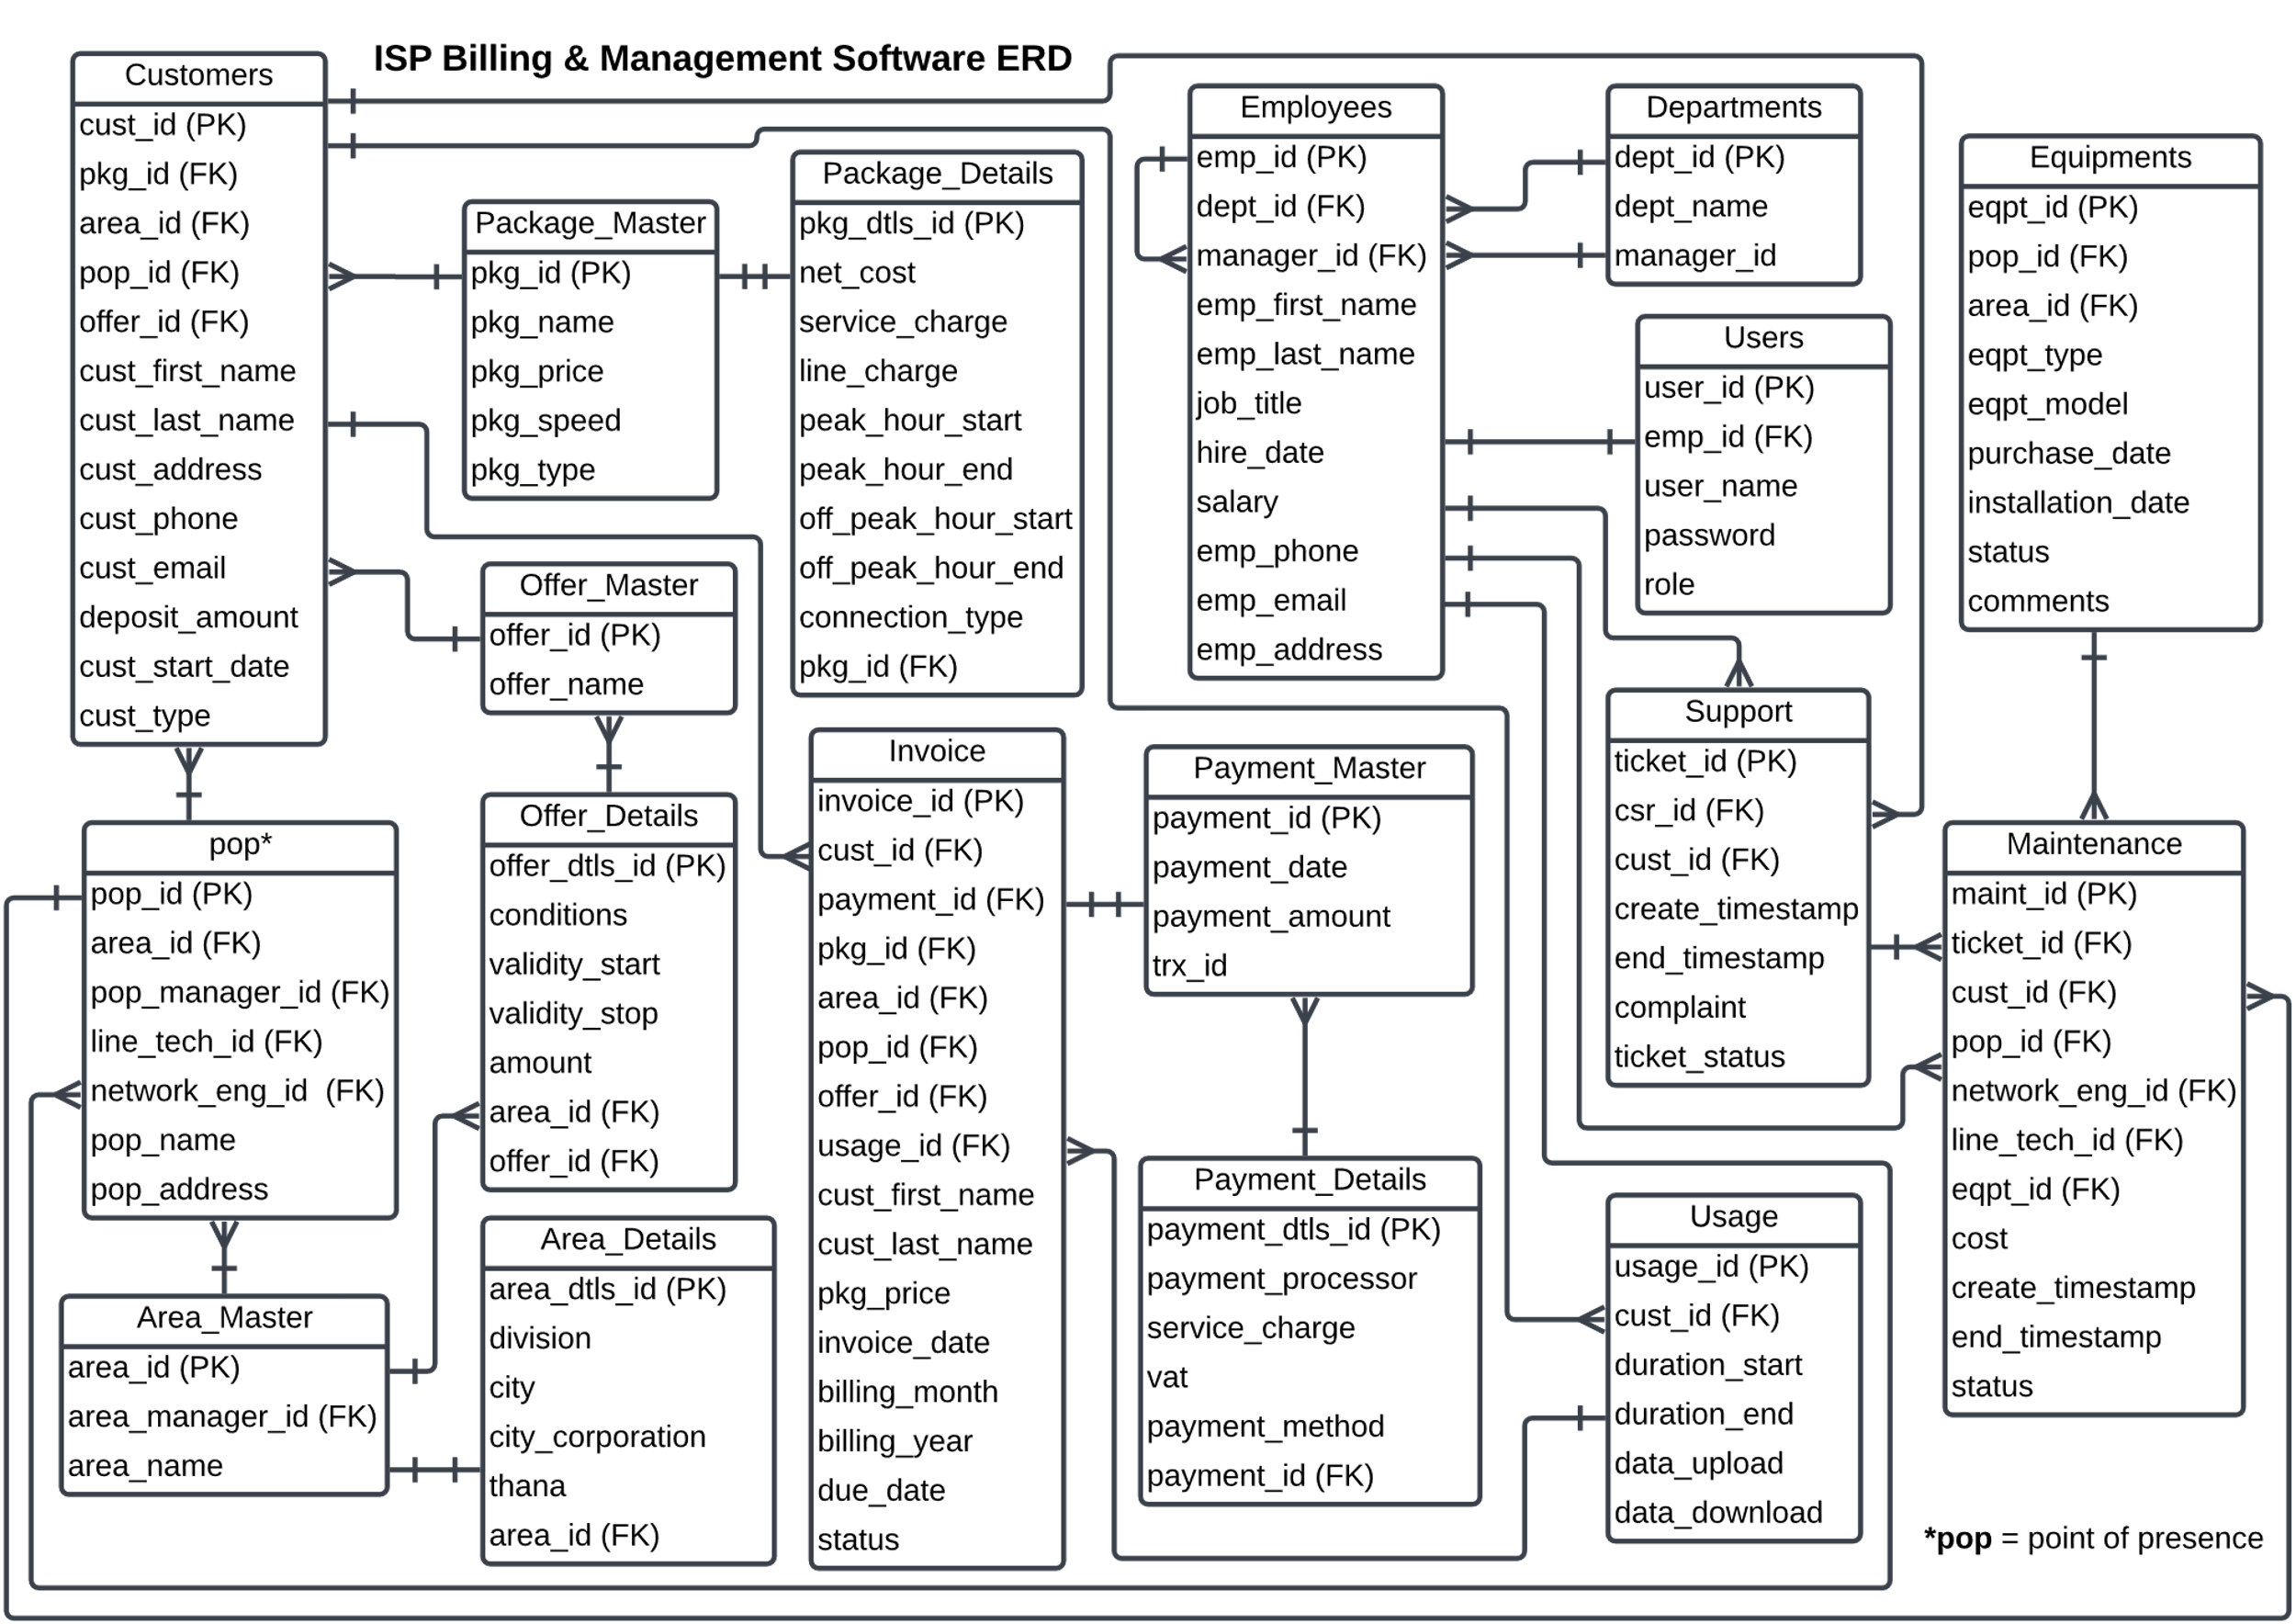 ISP Billing & Management Software ERD
Customers
cust_id (PK)
pkg_id (FK)
area_id (FK)
pop_id (FK)
offer_id (FK)
cust_first_name
cust_last_name
cust_address
cust_phone
cust_email
deposit_amount
cust_start_date
cust_type
Package_Master
pkg_id (PK)
pkg_name
pkg_price
pkg_speed
pkg_type
Package_Details
pkg_dtls_id (PK)
net_cost
service_charge
line_charge
peak_hour_start
peak_hour_end
off_peak_hour_start
off_peak_hour_end
connection_type
pkg_id (FK)
Employees
emp_id (PK)
dept_id (FK)
manager_id (FK)
emp_first_name
emp_last_name
job_title
hire_date
salary
emp_phone
emp_email
emp_address
Departments
dept_id (PK)
dept_name
manager_id
Users
user_id (PK)
emp_id (FK)
user_name
password
role
Equipments
eqpt_id (PK)
pop_id (FK)
area_id (FK)
eqpt_type
eqpt_model
purchase_date
installation_date
status
comments
Offer_Master
offer_id (PK)
offer_name
Offer_Details
offer_dtls_id (PK)
conditions
validity_start
validity_stop
amount
area_id (FK)
offer_id (FK)
pop*
pop_id (PK)
area_id (FK)
pop_manager_id (FK)
line_tech_id (FK)
network_eng_id (FK)
pop_name
pop_address
Area_Master
area_id (PK)
area_manager_id (FK)
area_name
Area_Details
area_dtls_id (PK)
division
city
city_corporation
thana
area_id (FK)
Invoice
invoice_id (PK)
cust_id (FK)
payment_id (FK)
pkg_id (FK)
area_id (FK)
pop_id (FK)
offer_id (FK)
usage_id (FK)
cust_first_name
cust_last_name
pkg_price
invoice_date
billing_month
billing_year
due_date
status
Payment_Master
payment_id (PK)
payment_date
payment_amount
trx_id
Payment_Details
payment_dtls_id (PK)
payment_processor
service_charge
vat
payment_method
payment_id (FK)
Support
ticket_id (PK)
csr_id (FK)
cust_id (FK)
create_timestamp
end_timestamp
complaint
ticket_status
Usage
usage_id (PK)
cust_id (FK)
duration_start
duration_end
data_upload
data_download
Maintenance
maint_id (PK)
ticket_id (FK)
cust_id (FK)
pop_id (FK)
network_eng_id (FK)
line_tech_id (FK)
eqpt_id (FK)
cost
create_timestamp
end_timestamp
status
*pop = point of presence